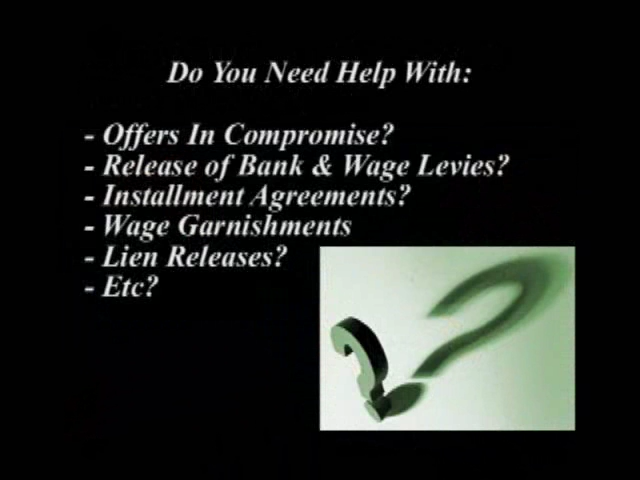 Do You Need Help With:
- Offers In Compromise?
- Release of Bank & Wage Levies?
- Installment Agreements?
- Wage Garnishments
- Lien Releases?
- Etc?